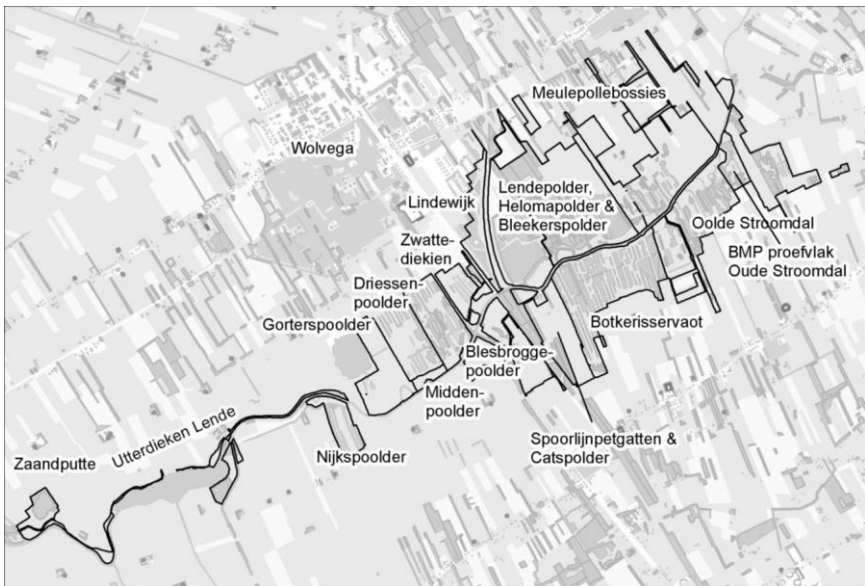 Meulepollebossies
Wolvega
Lindewijk
Lendepolder,
Helomapolder &
Bleekerspolder
Zwatte-
diekien
Oolde Stroomdal
BMP proefvlak
Oude Stroomdal
Driessen-
poolder
Gorterspoolder
Botkerisservaot
Blesbrogge-
poolder
Midden-
poolder
Utterdieken Lende
Spoorlijnpetgatten &
Catspolder
Nijkspoolder
Zaandputte